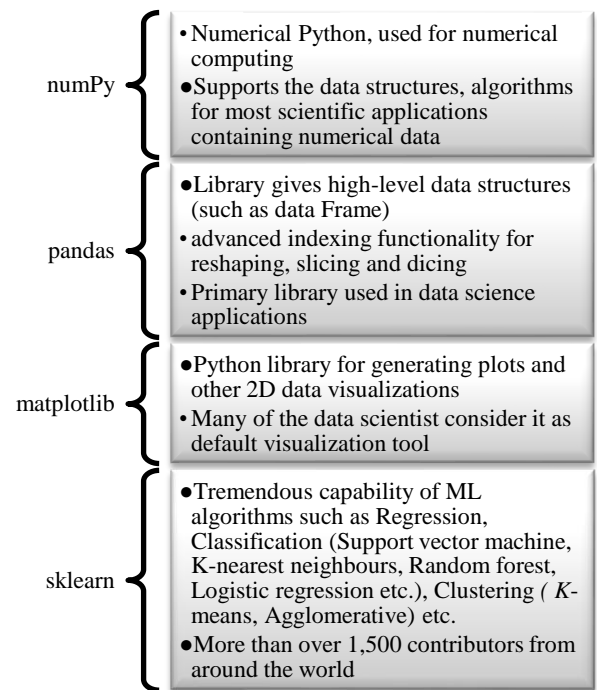 numPy
• Numerical Python, used for numerical
computing
●Supports the data structures, algorithms
for most scientific applications
containing numerical data
pandas
●Library gives high-level data structures
(such as data Frame)
• advanced indexing functionality for
reshaping, slicing and dicing
• Primary library used in data science
applications
matplotlib
●Python library for generating plots and
other 2D data visualizations
• Many of the data scientist consider it as
default visualization tool
sklearn
●Tremendous capability of ML
algorithms such as Regression,
Classification (Support vector machine,
K-nearest neighbours, Random forest,
Logistic regression etc.), Clustering ( K-
means, Agglomerative) etc.
●More than over 1,500 contributors from
around the world